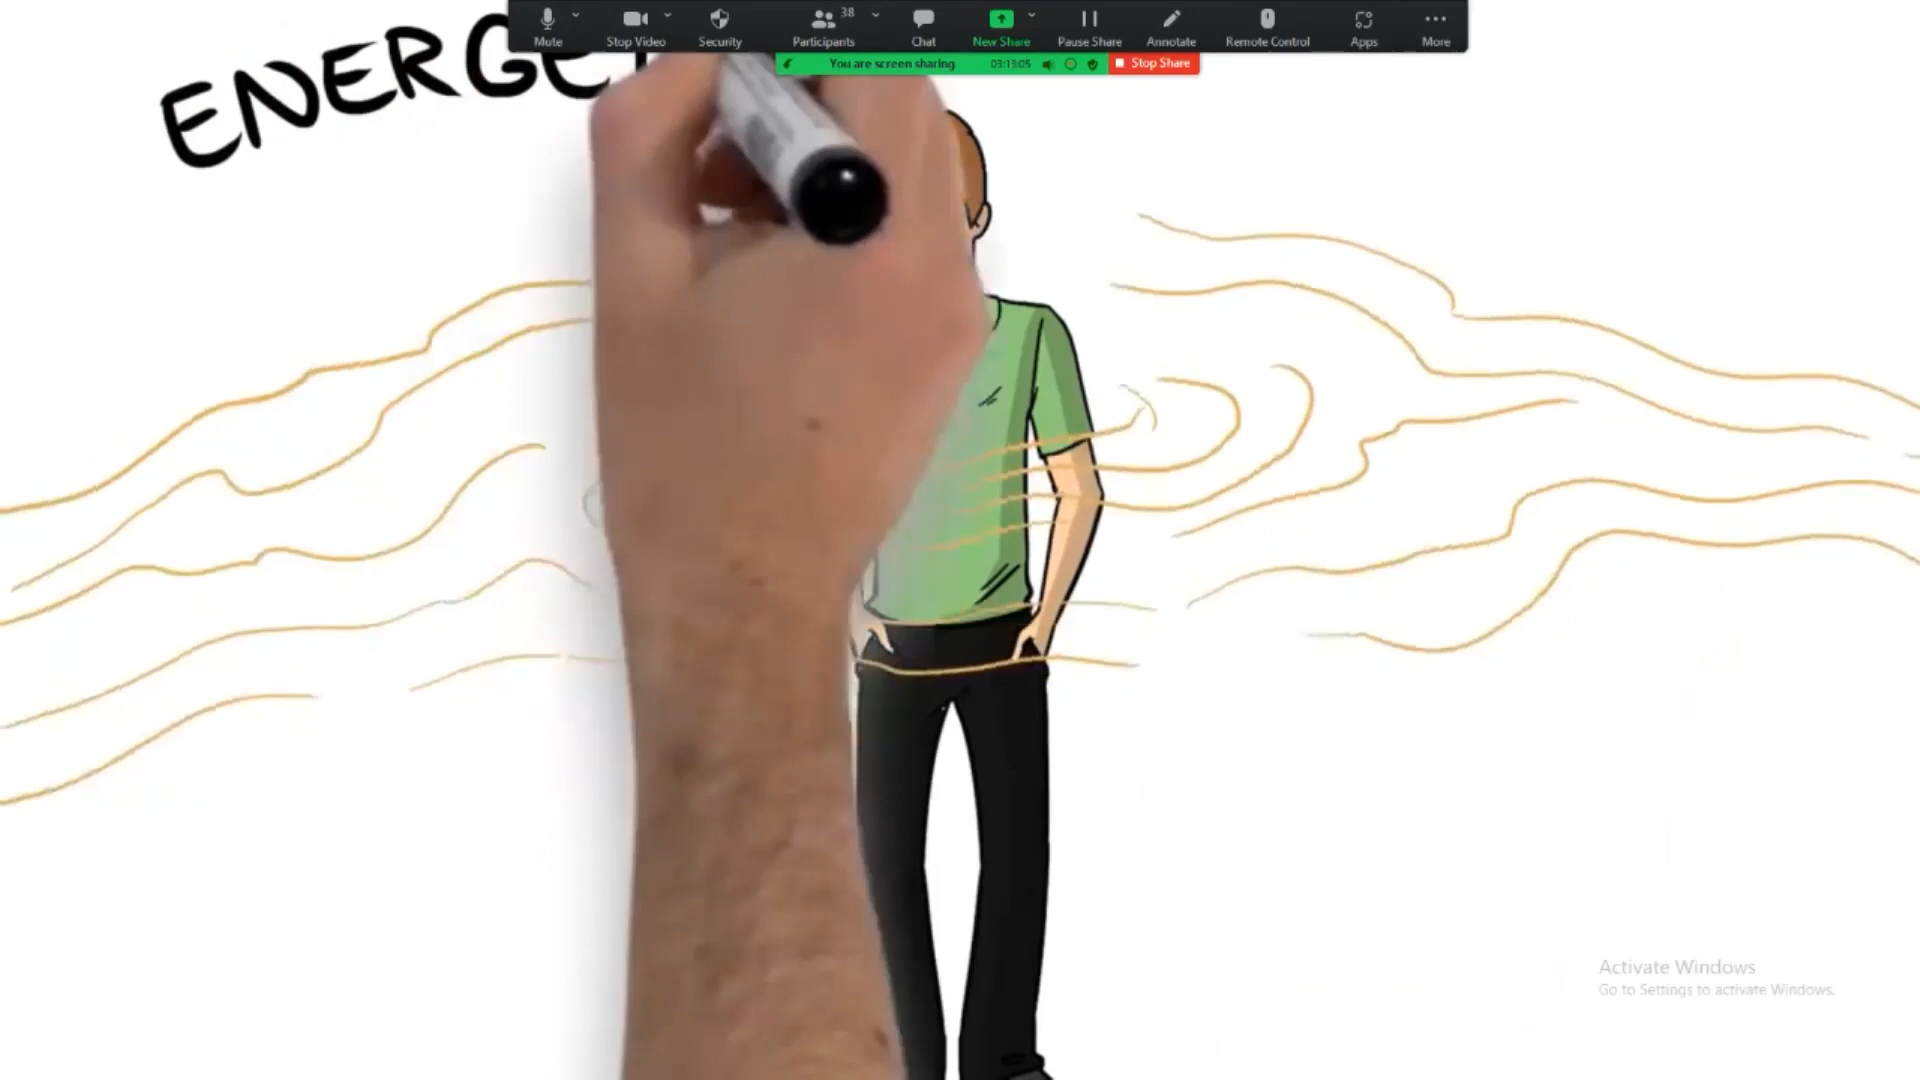 38
Mute
Stop Video
Security
Participants
Chat
New Share
Pause Share
Annotate
Remote Control
Apps
More
You are screen sharing
03:13:05
Stop Share
Activate Windows
Go to Settings to activate Windows.